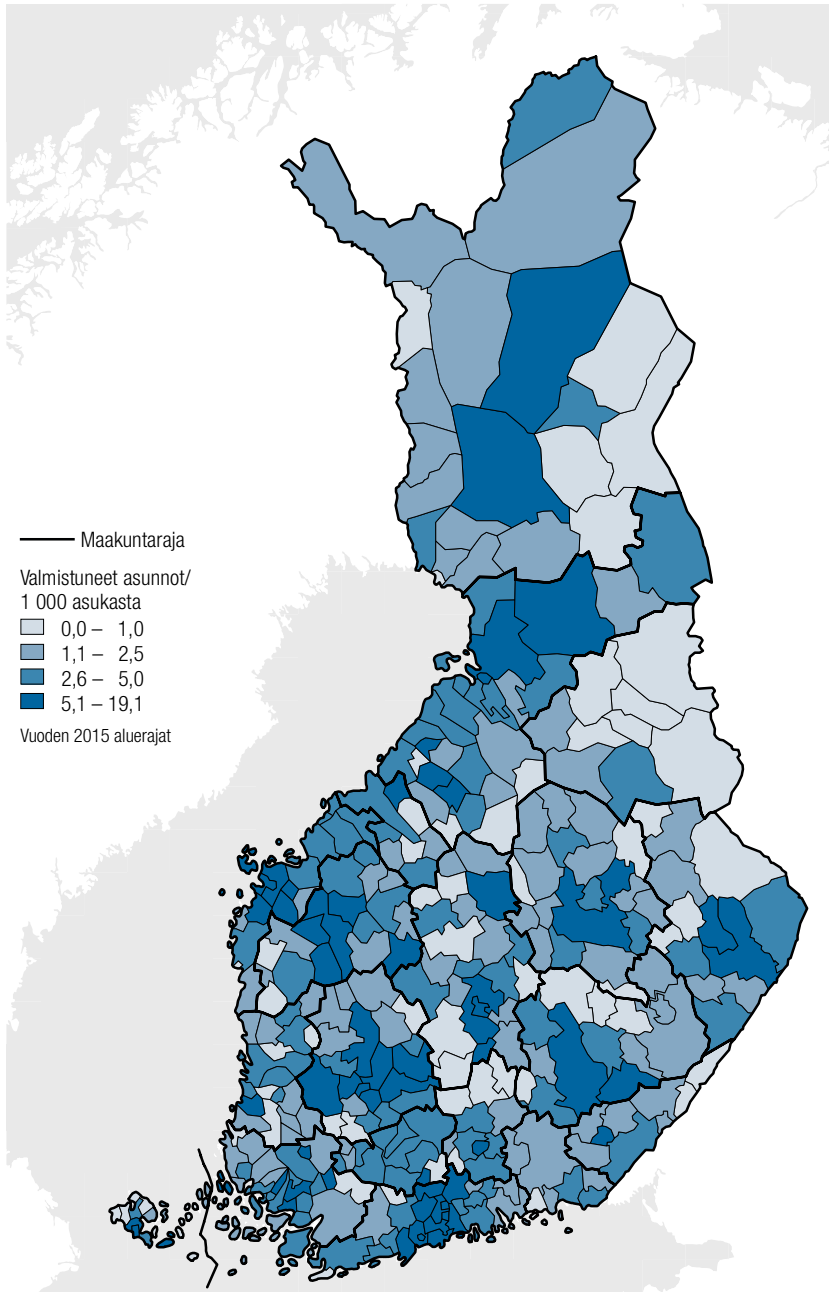 Maakuntaraja
Valmistuneet asunnot/
1 000 asukasta
0,0 – 1,0
1,1 – 2,5
2,6 – 5,0
5,1 – 19,1
Vuoden 2015 aluerajat